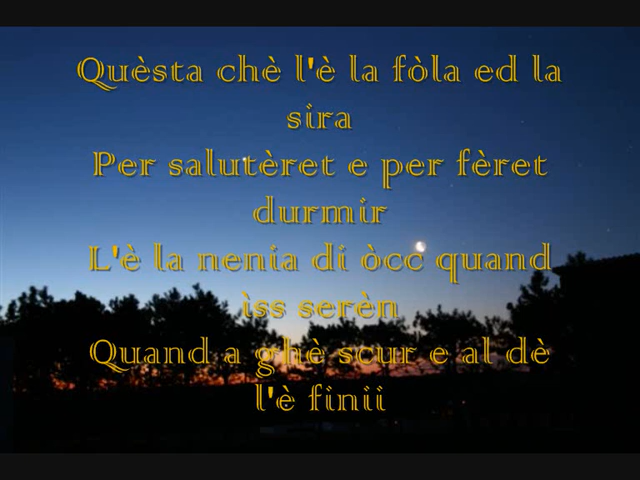 Quèsta chè l'è la fòla ed la
sira
Per salutèret e per fèret
durmir
L'è la nenia di òcc quand
ìss serèn
Quand a ghè scur e al dè
l'è finii